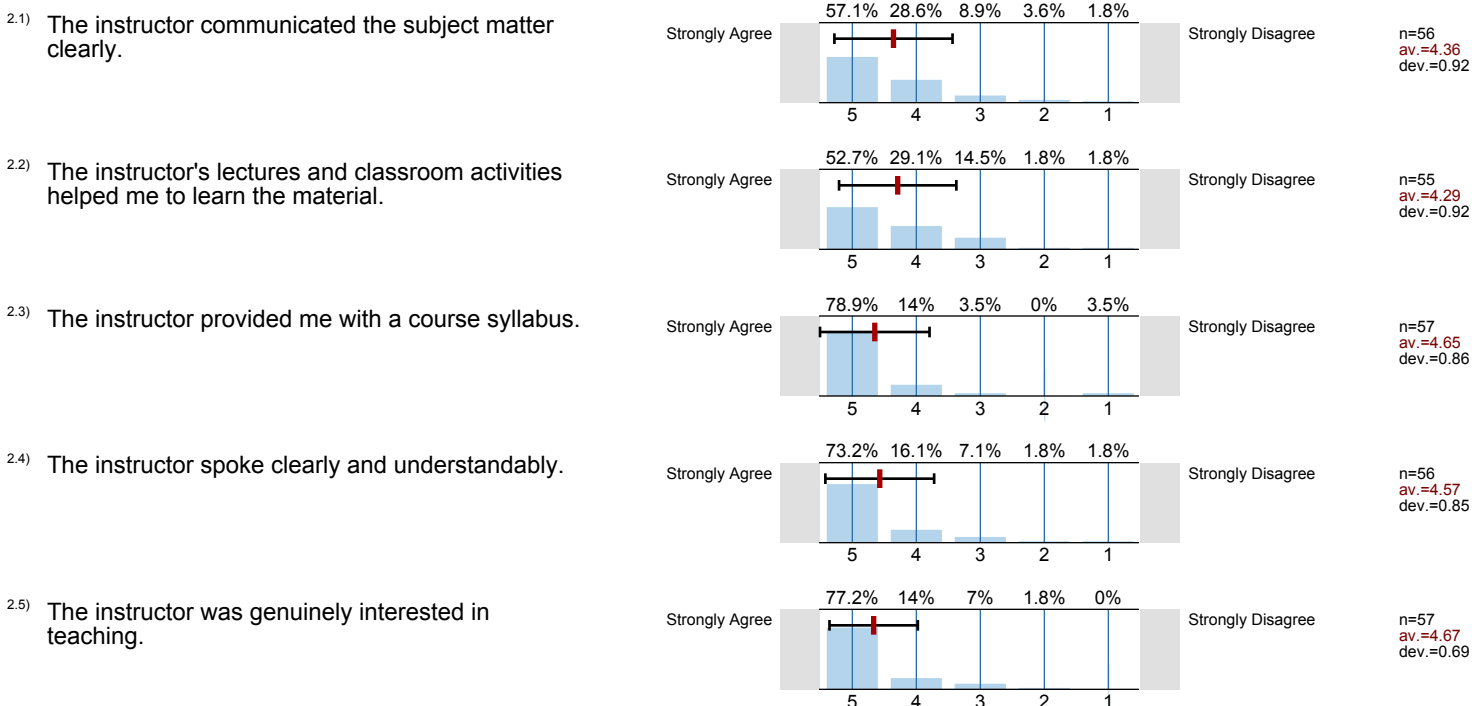 2.1) The instructor communicated the subject matter
clearly.
57.1% 28.6% 8.9% 3.6% 1.8%
Strongly Agree
Strongly Disagree
n=56
av.=4.36
dev.=0.92
5 4 3 2 1
2.2) The instructor's lectures and classroom activities
helped me to learn the material.
52.7% 29.1% 14.5% 1.8% 1.8%
Strongly Agree
Strongly Disagree
n=55
av.=4.29
dev.=0.92
5 4 3 2 1
2.3) The instructor provided me with a course syllabus.
78.9% 14% 3.5% 0% 3.5%
Strongly Agree
Strongly Disagree
n=57
av.=4.65
dev.=0.86
5 4 3 2 1
2.4) The instructor spoke clearly and understandably.
73.2% 16.1% 7.1% 1.8% 1.8%
Strongly Agree
Strongly Disagree
n=56
av.=4.57
dev.=0.85
5 4 3 2 1
2.5) The instructor was genuinely interested in
teaching.
77.2% 14% 7% 1.8% 0%
Strongly Agree
Strongly Disagree
n=57
av.=4.67
dev.=0.69
5 4 3 2 1